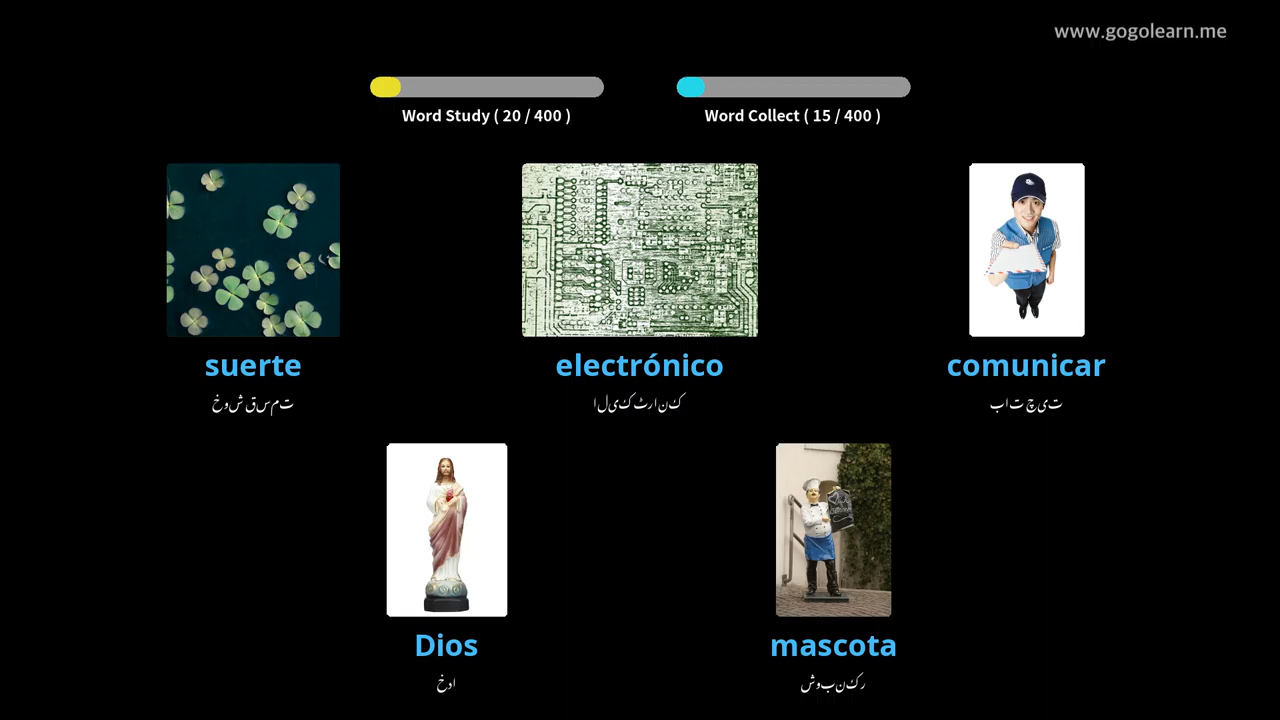 www.gogolearn.me
Word Study ( 20 / 400 )
Word Collect ( 15 / 400 )
suerte
خوش قسمت
electrónico
الیکٹرانک
comunicar
بات چیت
Dios
خدا
mascota
شوبنکر